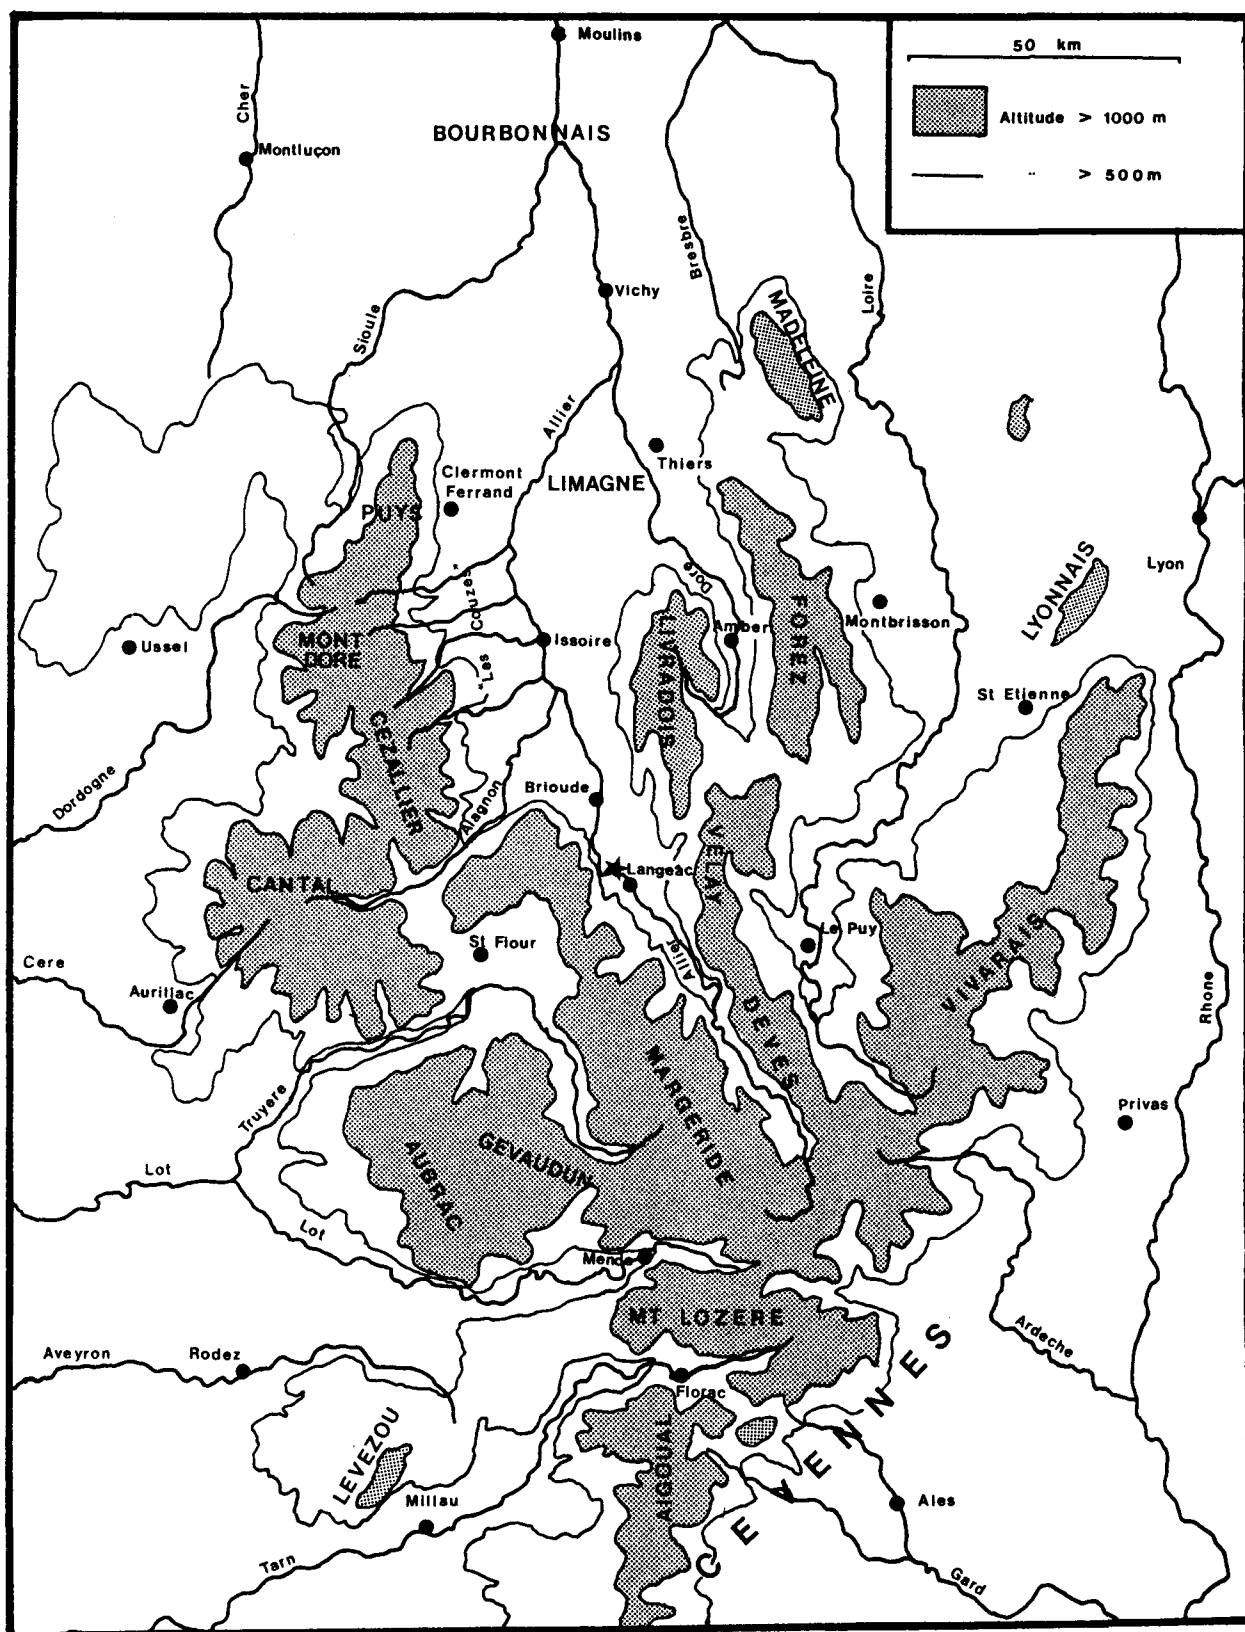 Moulins
50 km
Cher
Altitude > 1000 m
BOURBONNAIS
Montluçon
" > 500m
Bresbre
Loire
Vichy
MADELEINE
Sioule
Allier
Thiers
Clermont
Ferrand
LIMAGNE
PUYS
Lyon
LYONNAIS
Dore
"Les Couzes"
FOREZ
Montbrisson
LIVRADOIS
Amber
Ussel
MONT
DORE
Issoire
St Etienne
CEZALLIER
Dordogne
Alagnon
Brioude
VELAY
Langeac
CANTAL
Le Puy
VIVARAIS
St Flour
Allier
Cere
Aurillac
Rhone
DEVES
MARGERIDE
Truyere
Privas
GEVAUDUN
AUBRAC
Lot
Lot
Mende
MT LOZERE
Ardeche
Aveyron
Rodez
Florac
CEVENNES
LEVEZOU
AIGOUAL
Millau
Ales
Tarn
Gard